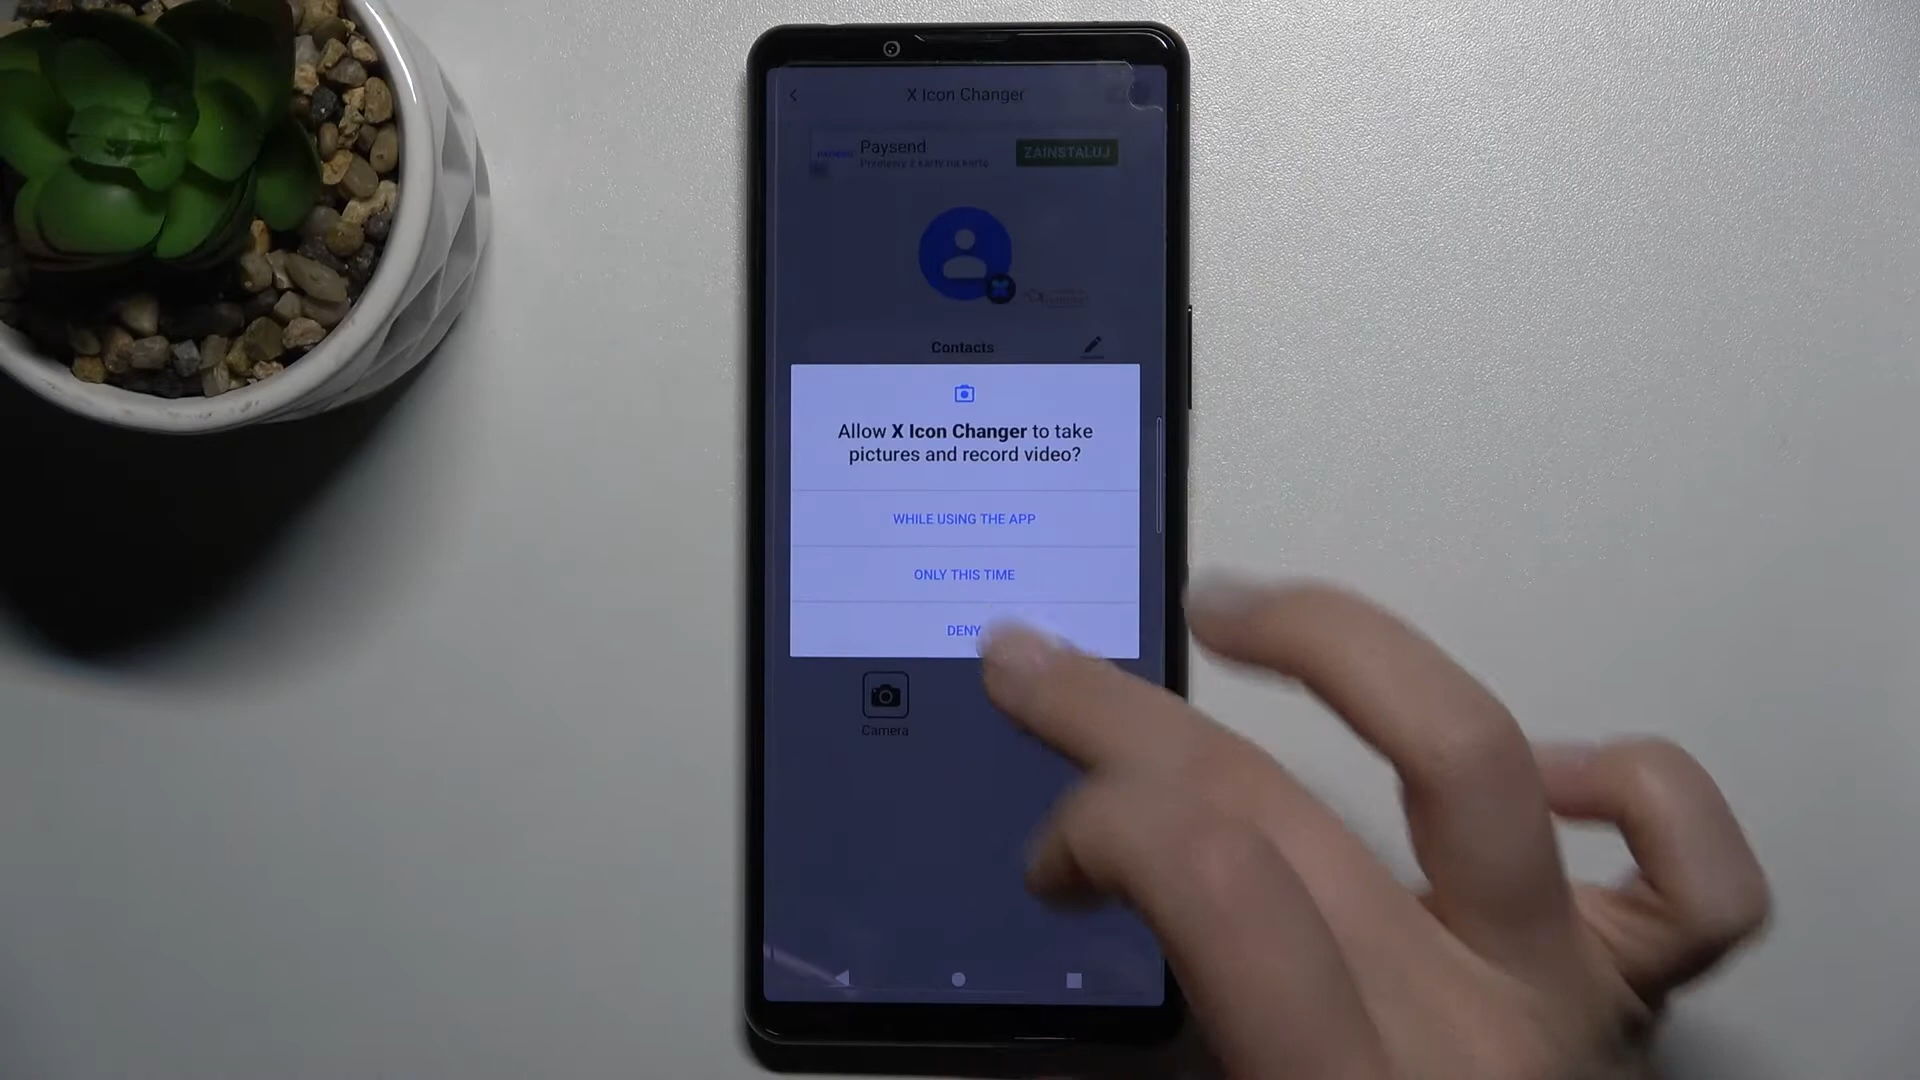 X Icon Changer
Paysend
Przelewy z karty na kartę
ZAINSTALUJ
Contacts
Allow X Icon Changer to take
pictures and record video?
WHILE USING THE APP
ONLY THIS TIME
DENY
Camera